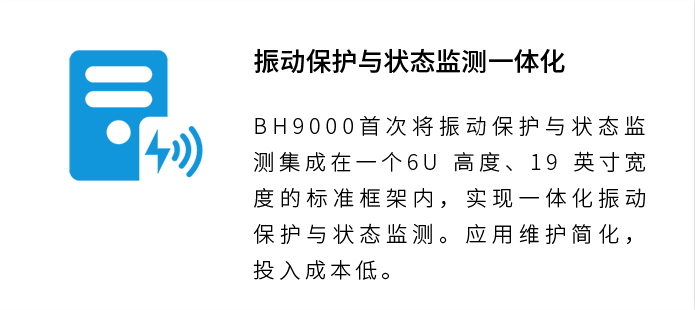 振动保护与状态监测一体化
BH9000首次将振动保护与状态监
测集成在一个6U 高度、19 英寸宽
度的标准框架内，实现一体化振动
保护与状态监测。应用维护简化，
投入成本低。